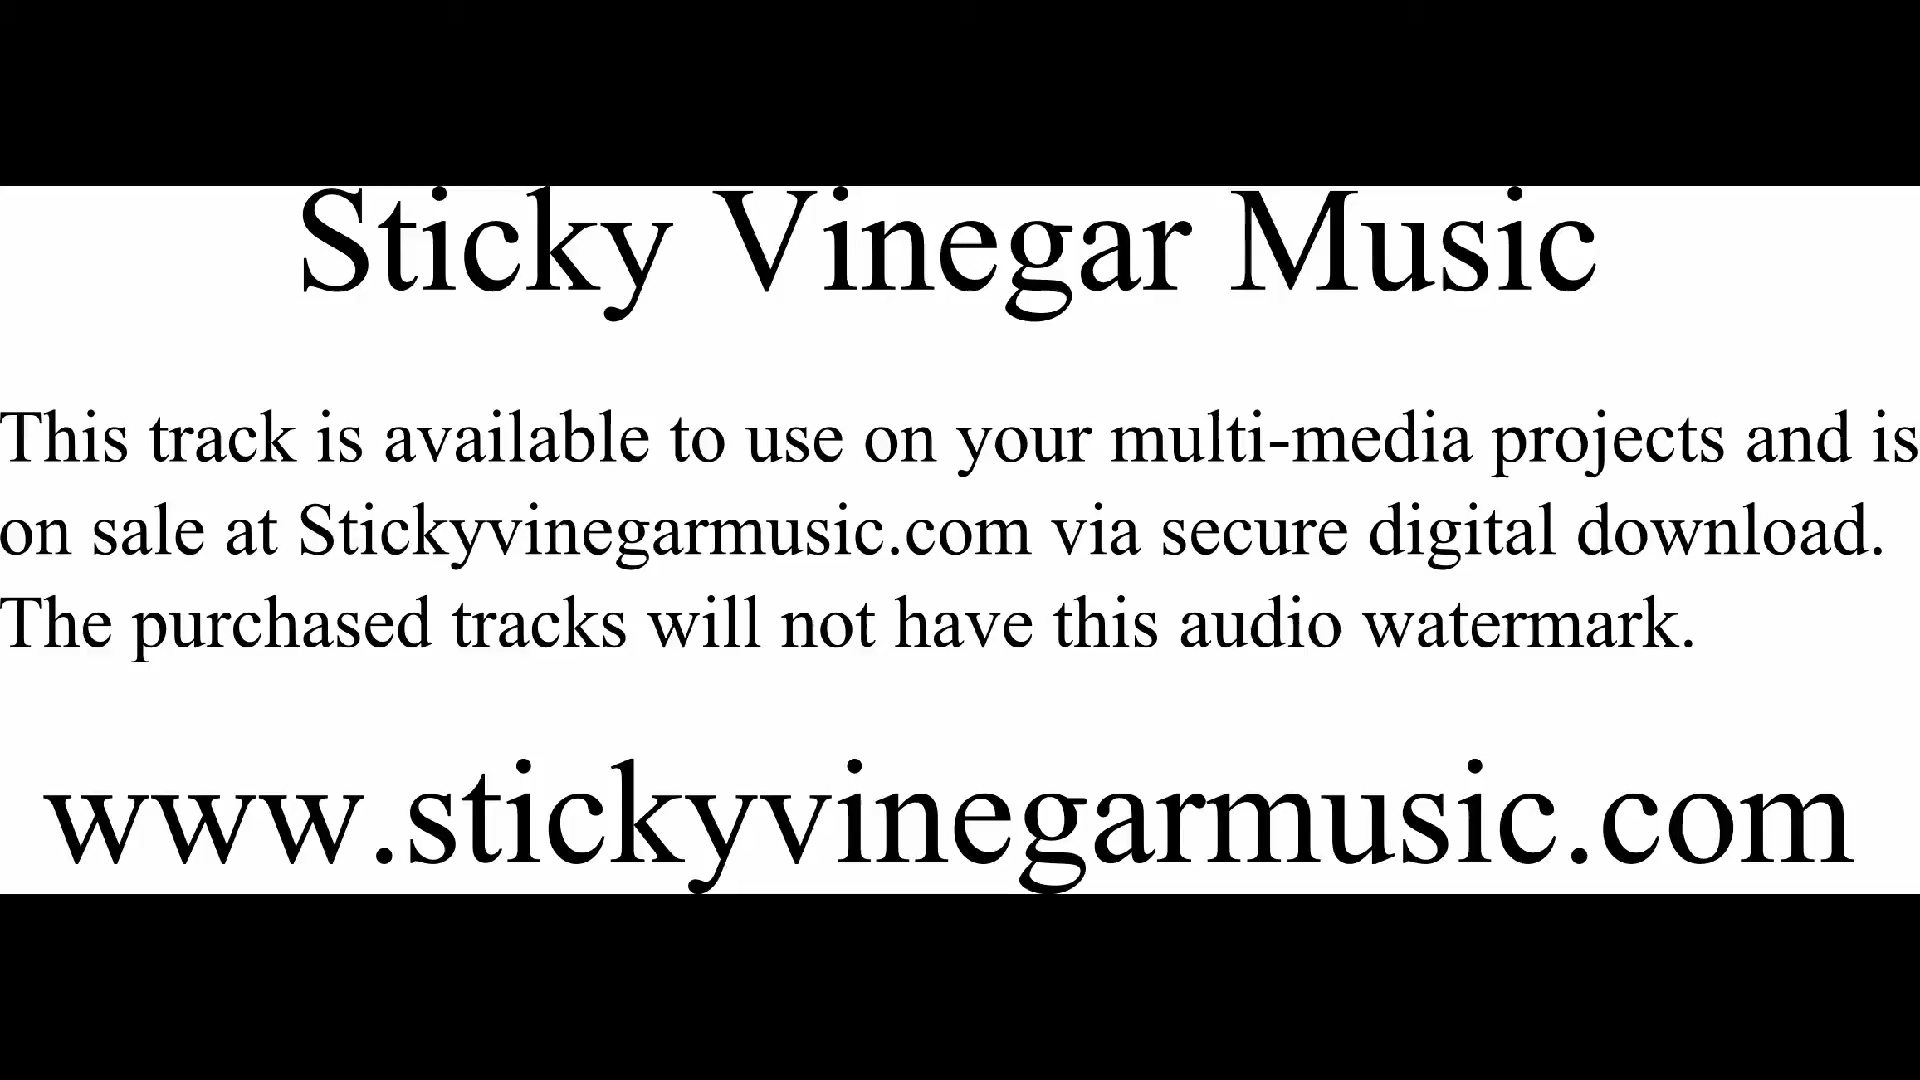 Sticky Vinegar Music
This track is available to use on your multi-media projects and is
on sale at Stickyvinegarmusic.com via secure digital download.
The purchased tracks will not have this audio watermark.
www.stickyvinegarmusic.com